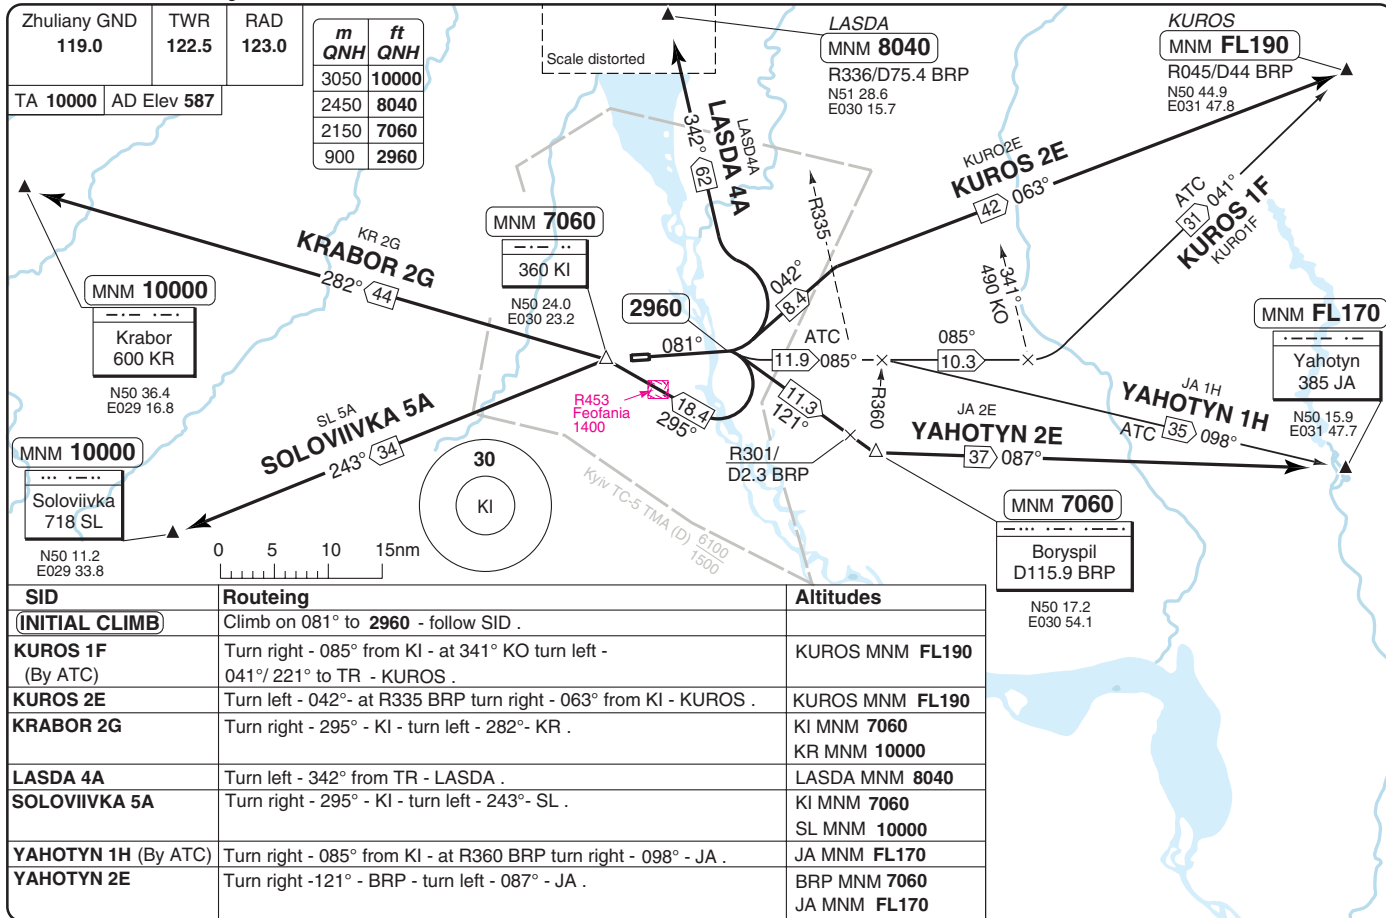 Zhuliany GND
119.0
TWR
122.5
RAD
123.0
TA 10000
AD Elev 587
m ft
QNH QNH
3050 10000
2450 8040
2150 7060
900 2960
Scale distorted
LASDA
MNM 8040
R336/D75.4 BRP
N51 28.6
E030 15.7
KUROS
MNM FL190
R045/D44 BRP
N50 44.9
E031 47.8
LASD4A
LASDA 4A
342° 62
KURO2E
KUROS 2E
42 063°
ATC
31 041°
KUROS 1F
KURO1F
R335
341°
490 KO
042°
8.4
KR 2G
KRABOR 2G
282° 44
MNM 7060
360 KI
N50 24.0
E030 23.2
MNM 10000
Krabor
600 KR
N50 36.4
E029 16.8
2960
081°
ATC
11.9 085°
085°
10.3
MNM FL170
Yahotyn
385 JA
N50 15.9
E031 47.7
R453
Feofania
1400
18.4
295°
11.3
121°
R360
JA 1H
YAHOTYN 1H
ATC 35 098°
JA 2E
YAHOTYN 2E
37 087°
R301/
D2.3 BRP
SL 5A
SOLOVIIVKA 5A
243° 34
MNM 10000
Soloviivka
718 SL
N50 11.2
E029 33.8
30
KI
Kyiv TC-5 TMA (D) 6100
1500
MNM 7060
Boryspil
D115.9 BRP
N50 17.2
E030 54.1
0 5 10 15nm
SID Routeing Altitudes
INITIAL CLIMB Climb on 081° to 2960 - follow SID .
KUROS 1F Turn right - 085° from KI - at 341° KO turn left - KUROS MNM FL190
(By ATC) 041°/ 221° to TR - KUROS .
KUROS 2E Turn left - 042°- at R335 BRP turn right - 063° from KI - KUROS . KUROS MNM FL190
KRABOR 2G Turn right - 295° - KI - turn left - 282°- KR . KI MNM 7060
KR MNM 10000
LASDA 4A Turn left - 342° from TR - LASDA . LASDA MNM 8040
SOLOVIIVKA 5A Turn right - 295° - KI - turn left - 243°- SL . KI MNM 7060
SL MNM 10000
YAHOTYN 1H (By ATC) Turn right - 085° from KI - at R360 BRP turn right - 098° - JA . JA MNM FL170
YAHOTYN 2E Turn right -121° - BRP - turn left - 087° - JA . BRP MNM 7060
JA MNM FL170